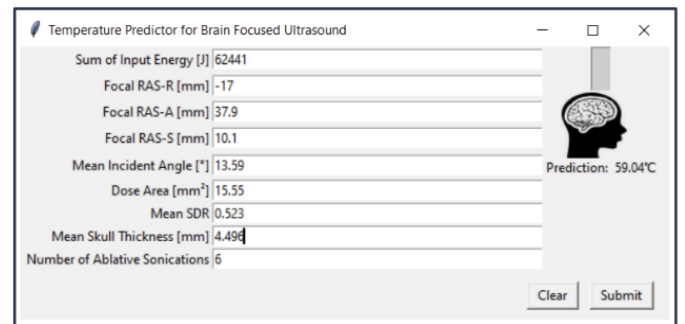 Temperature Predictor for Brain Focused Ultrasound
Sum of Input Energy [J] 62441
Focal RAS-R [mm] -17
Focal RAS-A [mm] 37.9
Focal RAS-S [mm] 10.1
Mean Incident Angle [°] 13.59
Prediction: 59.04℃
Dose Area [mm²] 15.55
Mean SDR 0.523
Mean Skull Thickness [mm] 4.496
Number of Ablative Sonications 6
Clear Submit